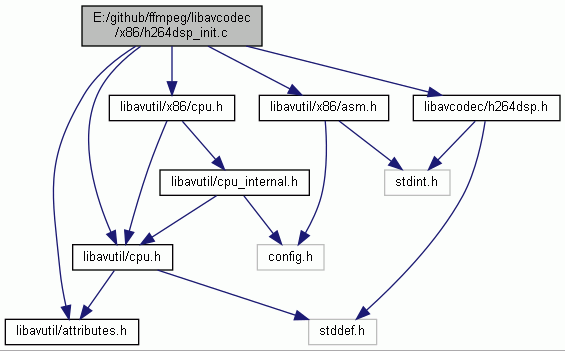 E:/github/ffmpeg/libavcodec
/x86/h264dsp_init.c
libavutil/x86/cpu.h
libavutil/x86/asm.h
libavcodec/h264dsp.h
libavutil/cpu_internal.h
stdint.h
libavutil/cpu.h
config.h
libavutil/attributes.h
stddef.h